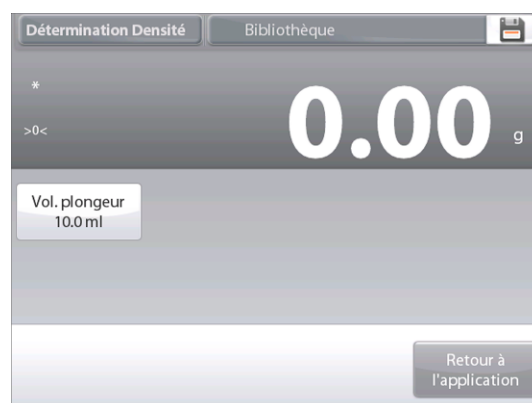 Détermination Densité
Bibliothèque
*
>0<
0.00 g
Vol. plongeur
10.0 ml
Retour à
l'application